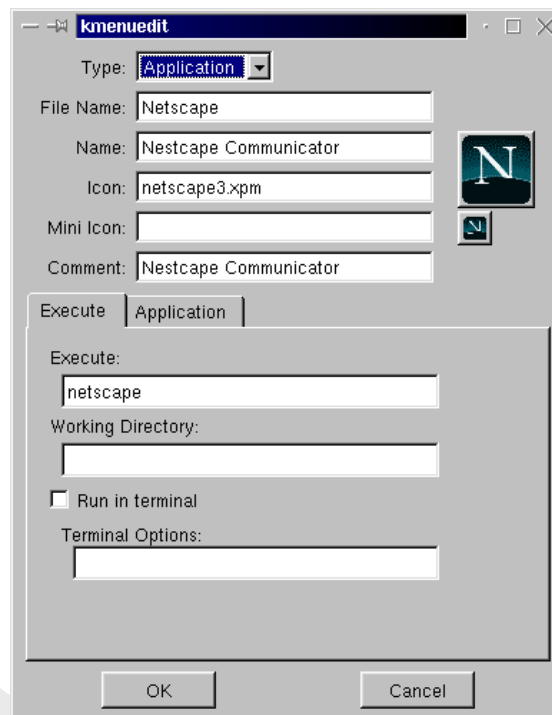 kmenuedit
Type: Application
File Name: Netscape
Name: Nestcape Communicator
Icon: netscape3.xpm
N
Mini Icon:
N
Comment: Nestcape Communicator
Execute Application
Execute:
netscape
Working Directory:
Run in terminal
Terminal Options:
OK Cancel